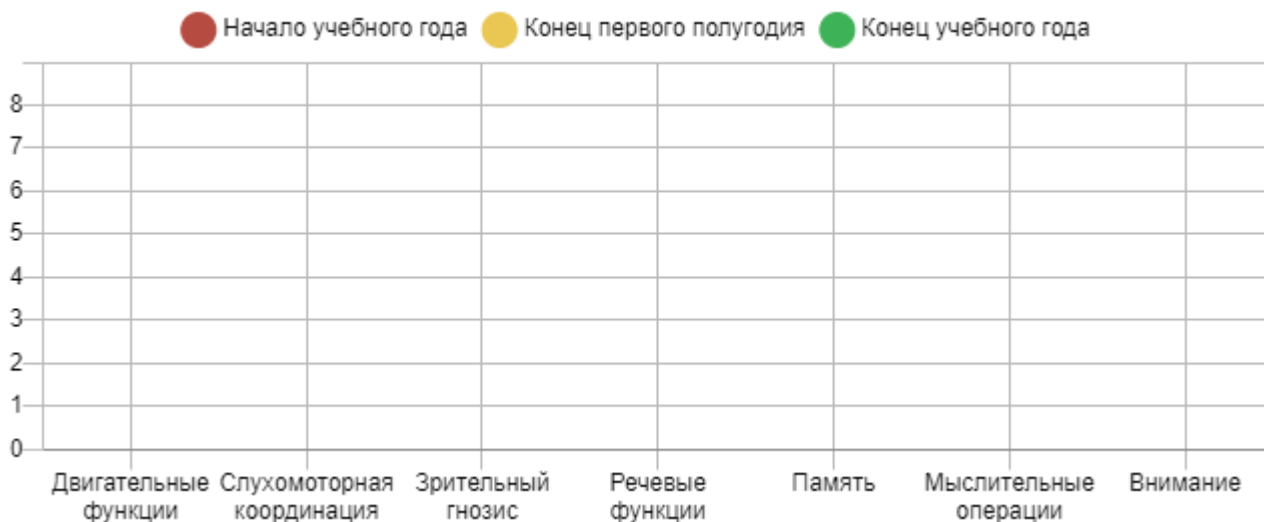 Начало учебного года Конец первого полугодия Конец учебного года
8
7
6
5
4
3
2
1
0
Двигательные функции
Слухомоторная координация
Зрительный гнозис
Речевые функции
Память
Мыслительные операции
Внимание